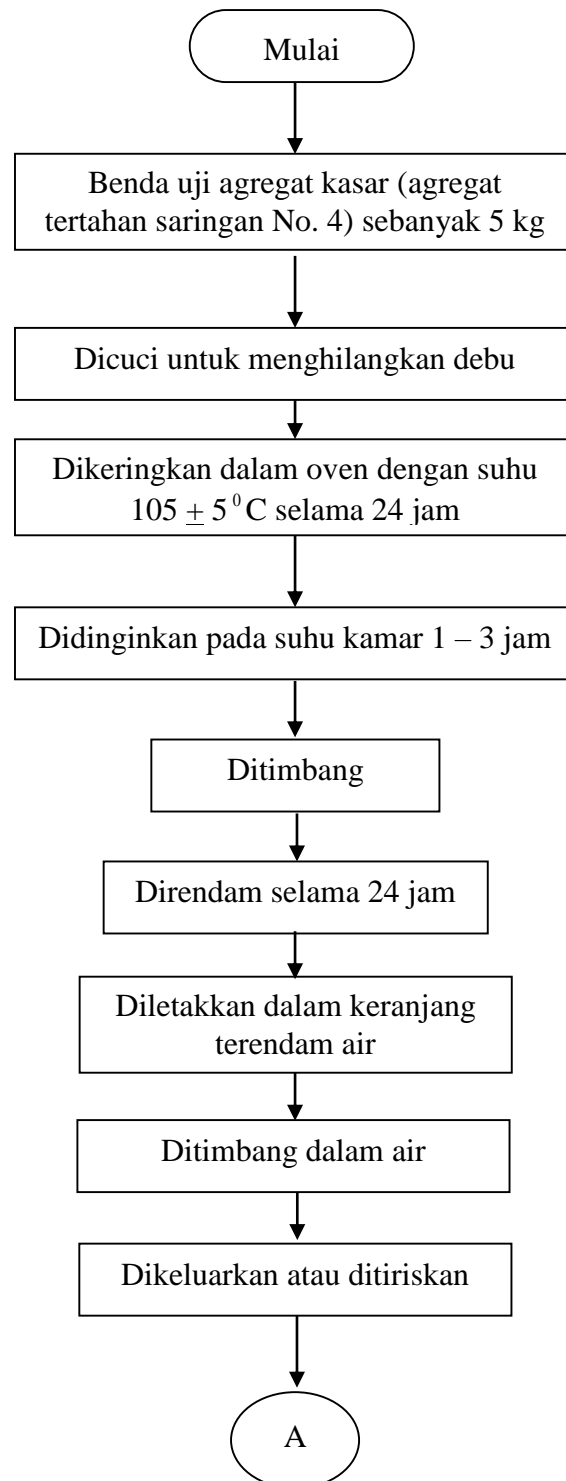 Mulai
Benda uji agregat kasar (agregat
tertahan saringan No. 4) sebanyak 5 kg
Dicuci untuk menghilangkan debu
Dikeringkan dalam oven dengan suhu
105 ± 5 ⁰ C selama 24 jam
Didinginkan pada suhu kamar 1 – 3 jam
Ditimbang
Direndam selama 24 jam
Diletakkan dalam keranjang
terendam air
Ditimbang dalam air
Dikeluarkan atau ditiriskan
A